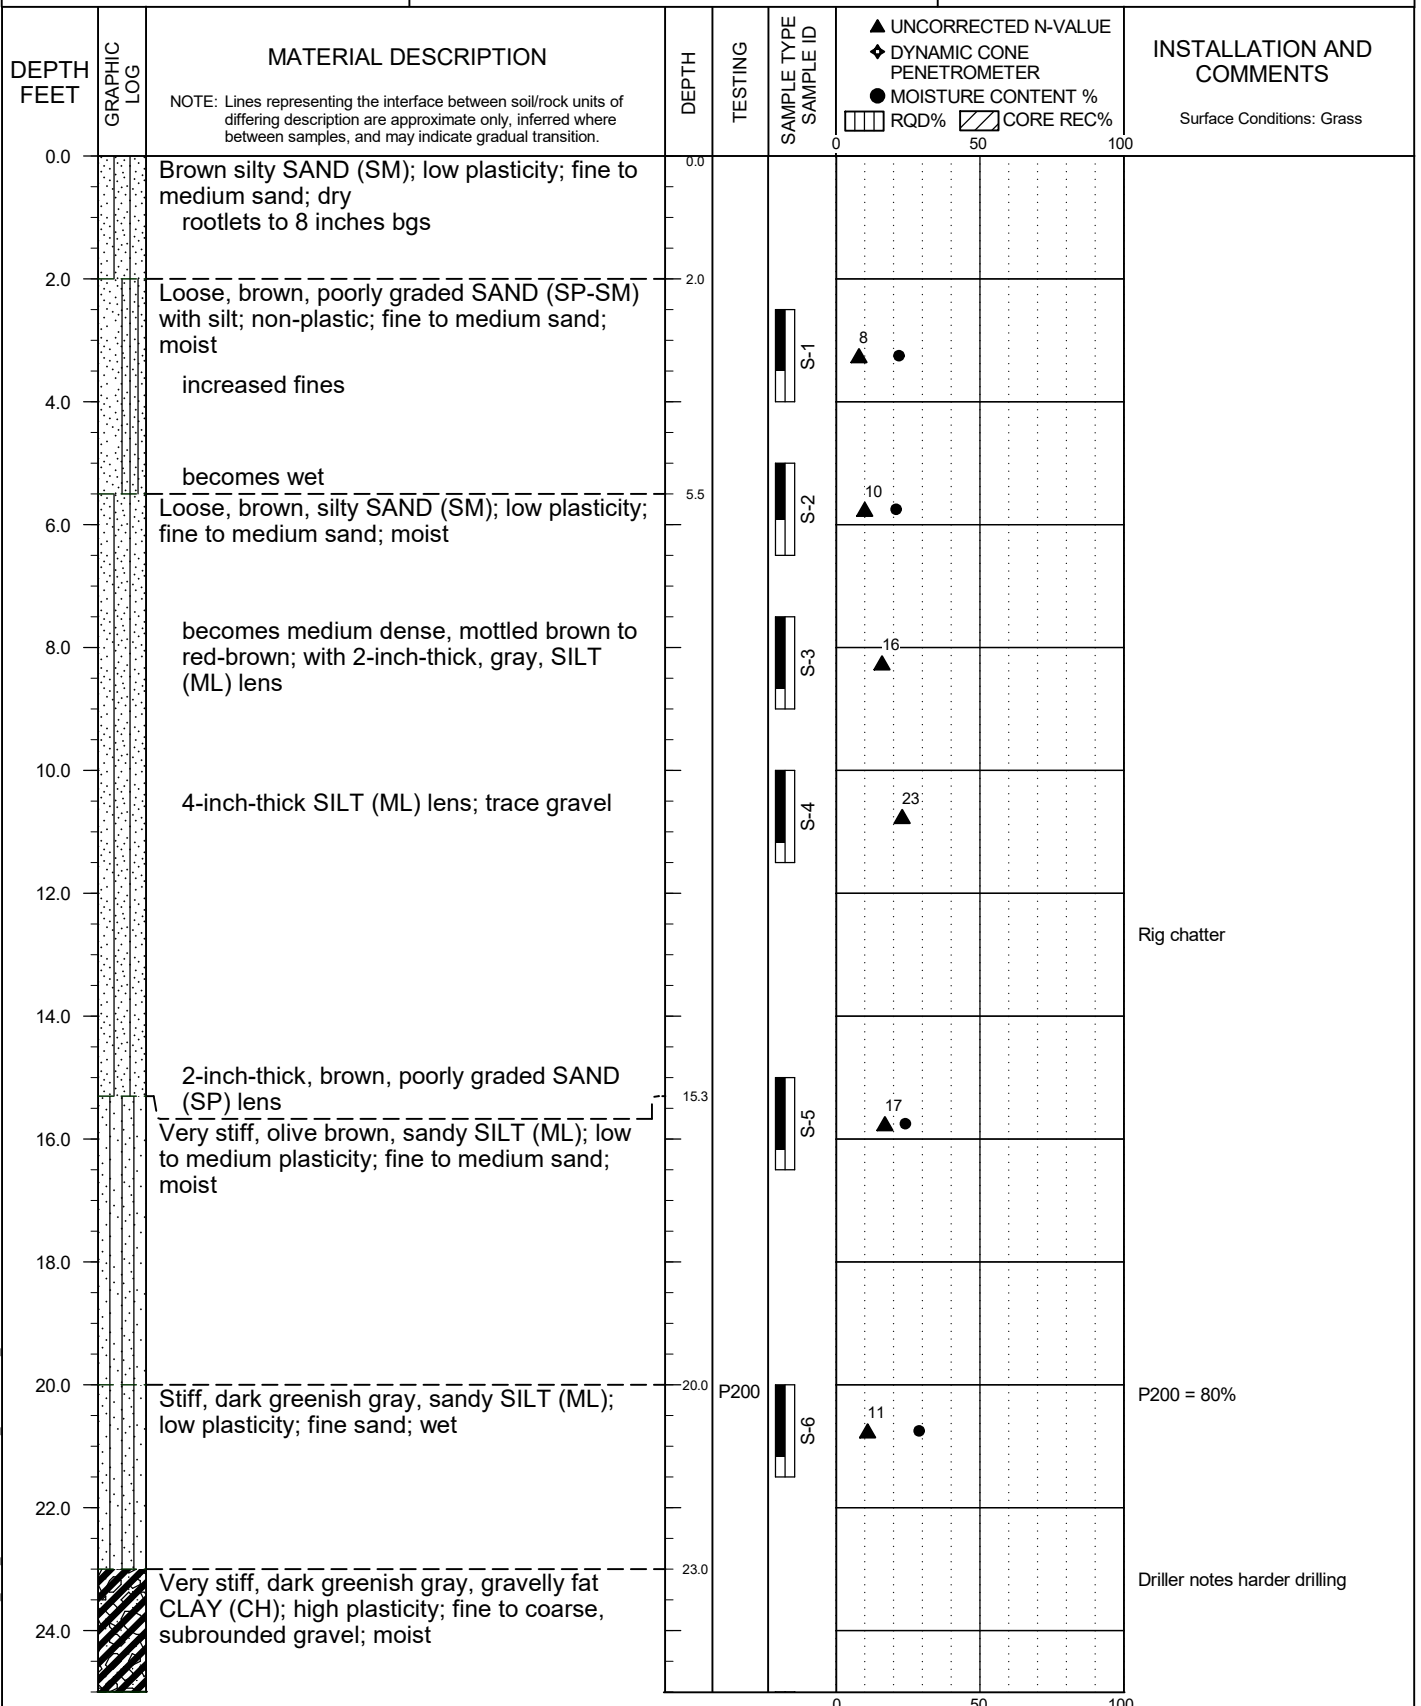 DEPTH
FEET
GRAPHIC
LOG
MATERIAL DESCRIPTION
NOTE: Lines representing the interface between soil/rock units of
differing description are approximate only, inferred where
between samples, and may indicate gradual transition.
DEPTH
TESTING
SAMPLE TYPE
SAMPLE ID
UNCORRECTED N-VALUE
DYNAMIC CONE
PENETROMETER
MOISTURE CONTENT %
RQD% CORE REC%
0 50 100
INSTALLATION AND
COMMENTS
Surface Conditions: Grass
0.0
Brown silty SAND (SM); low plasticity; fine to
medium sand; dry
rootlets to 8 inches bgs
0.0
2.0
2.0
Loose, brown, poorly graded SAND (SP-SM)
with silt; non-plastic; fine to medium sand;
moist
S-1
8
increased fines
4.0
becomes wet
5.5
S-2
10
Loose, brown, silty SAND (SM); low plasticity;
fine to medium sand; moist
6.0
becomes medium dense, mottled brown to
red-brown; with 2-inch-thick, gray, SILT
(ML) lens
8.0
S-3
16
10.0
4-inch-thick SILT (ML) lens; trace gravel
S-4
23
12.0
Rig chatter
14.0
2-inch-thick, brown, poorly graded SAND
(SP) lens
15.3
S-5
17
Very stiff, olive brown, sandy SILT (ML); low
to medium plasticity; fine to medium sand;
moist
16.0
18.0
20.0
20.0
P200
P200 = 80%
Stiff, dark greenish gray, sandy SILT (ML);
low plasticity; fine sand; wet
S-6
11
22.0
23.0
Very stiff, dark greenish gray, gravelly fat
CLAY (CH); high plasticity; fine to coarse,
subrounded gravel; moist
Driller notes harder drilling
24.0
0 50 100